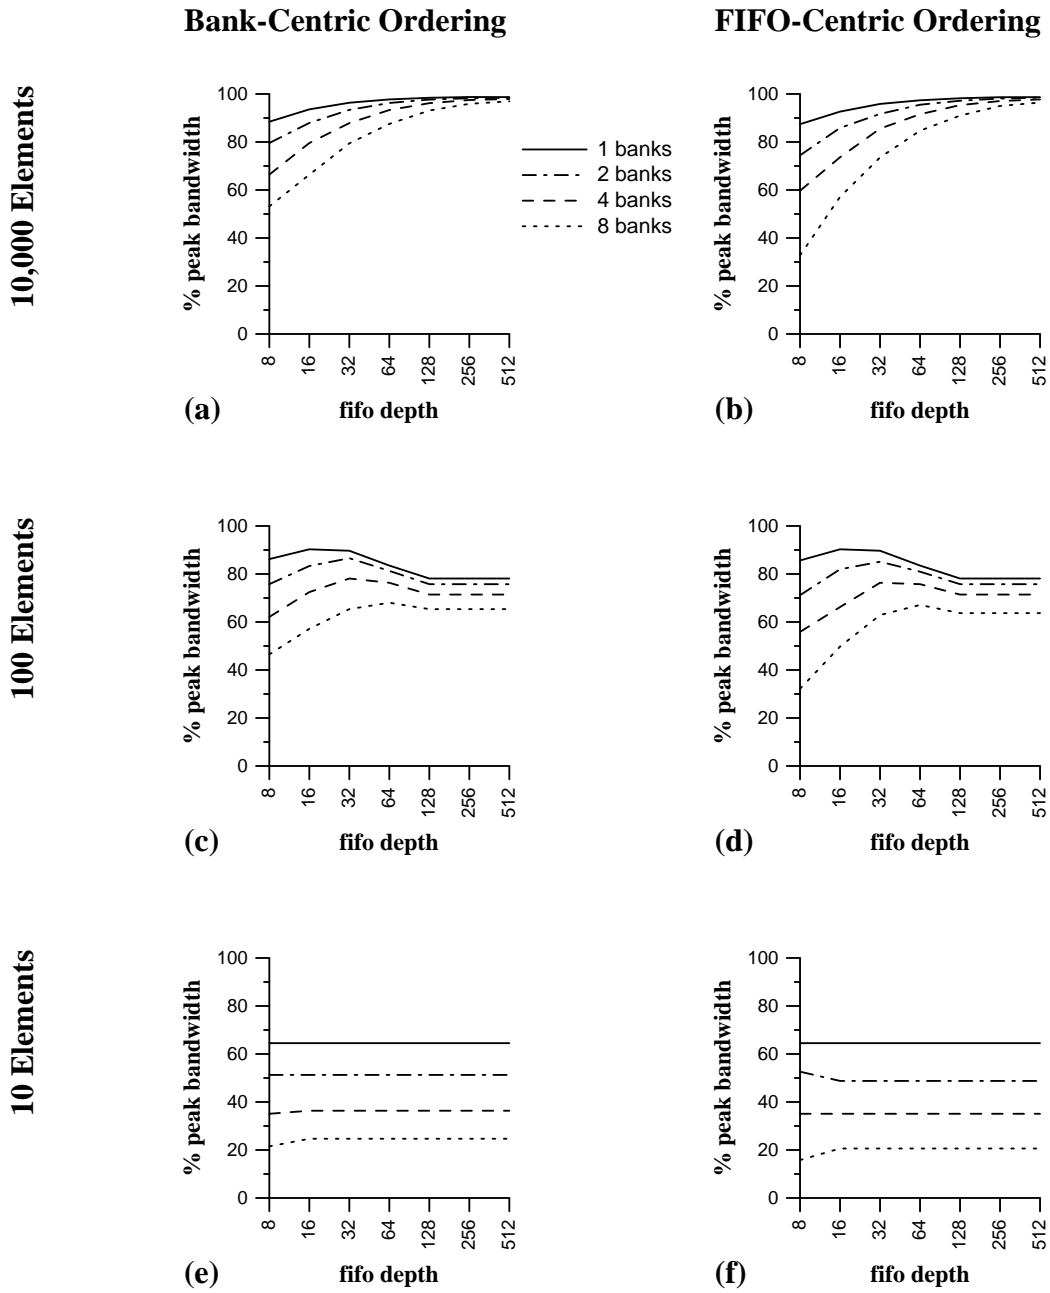 Bank-Centric Ordering
FIFO-Centric Ordering
10,000 Elements
% peak bandwidth
100
80
60
40
20
0
8
16
32
64
128
256
512
(a)
fifo depth
1 banks
2 banks
4 banks
8 banks
% peak bandwidth
100
80
60
40
20
0
8
16
32
64
128
256
512
(b)
fifo depth
100 Elements
% peak bandwidth
100
80
60
40
20
0
8
16
32
64
128
256
512
(c)
fifo depth
% peak bandwidth
100
80
60
40
20
0
8
16
32
64
128
256
512
(d)
fifo depth
10 Elements
% peak bandwidth
100
80
60
40
20
0
8
16
32
64
128
256
512
(e)
fifo depth
% peak bandwidth
100
80
60
40
20
0
8
16
32
64
128
256
512
(f)
fifo depth